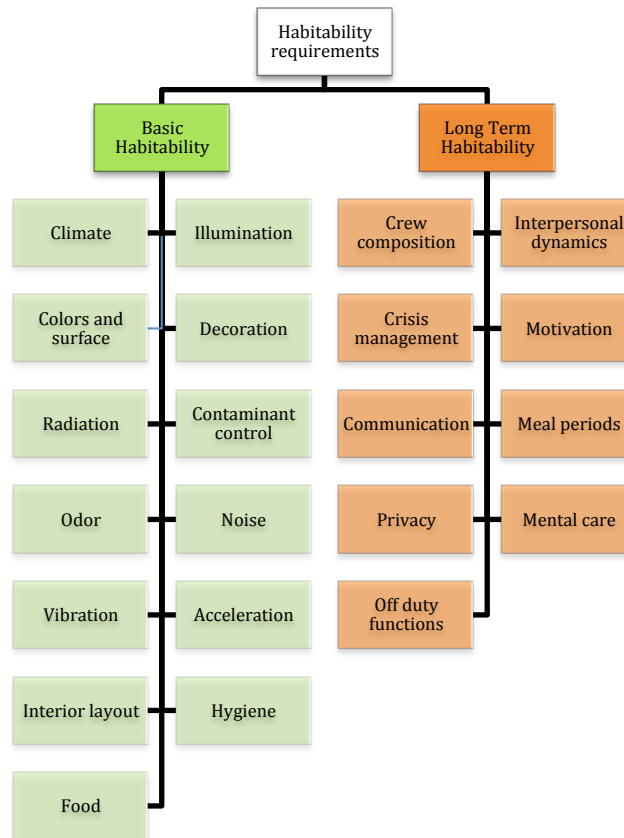 Habitability
requirements
Basic
Habitability
Long Term
Habitability
Climate
Illumination
Crew
composition
Interpersonal
dynamics
Colors and
surface
Decoration
Crisis
management
Motivation
Radiation
Contaminant
control
Communication
Meal periods
Odor
Noise
Privacy
Mental care
Vibration
Acceleration
Off duty
functions
Interior layout
Hygiene
Food